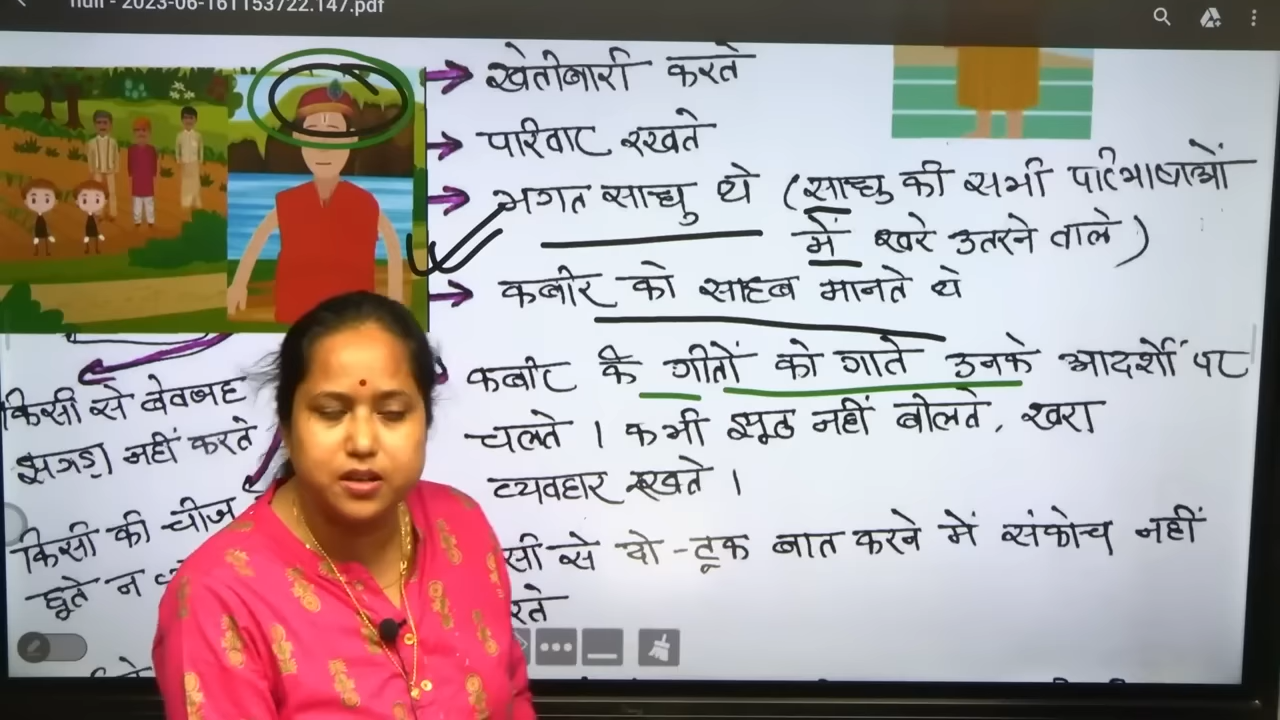 null - 2023-06-161153722.147.pdf
खेतीबारी करते
परिवार रखते
भगत साधु थे (साधु की सभी परिभाषाओं
में खरे उतरने वाले)
कबीर को साहब मानते थे
कबीर के गीतों को गाते उनके आदर्शों पर
चलते । कभी झूठ नहीं बोलते, खरा
व्यवहार रखते ।
सी से दो-टूक बात करने में संकोच नहीं
रते
किसी से बेवजह
झगड़ा नहीं करते
किसी की चीज
छूते न